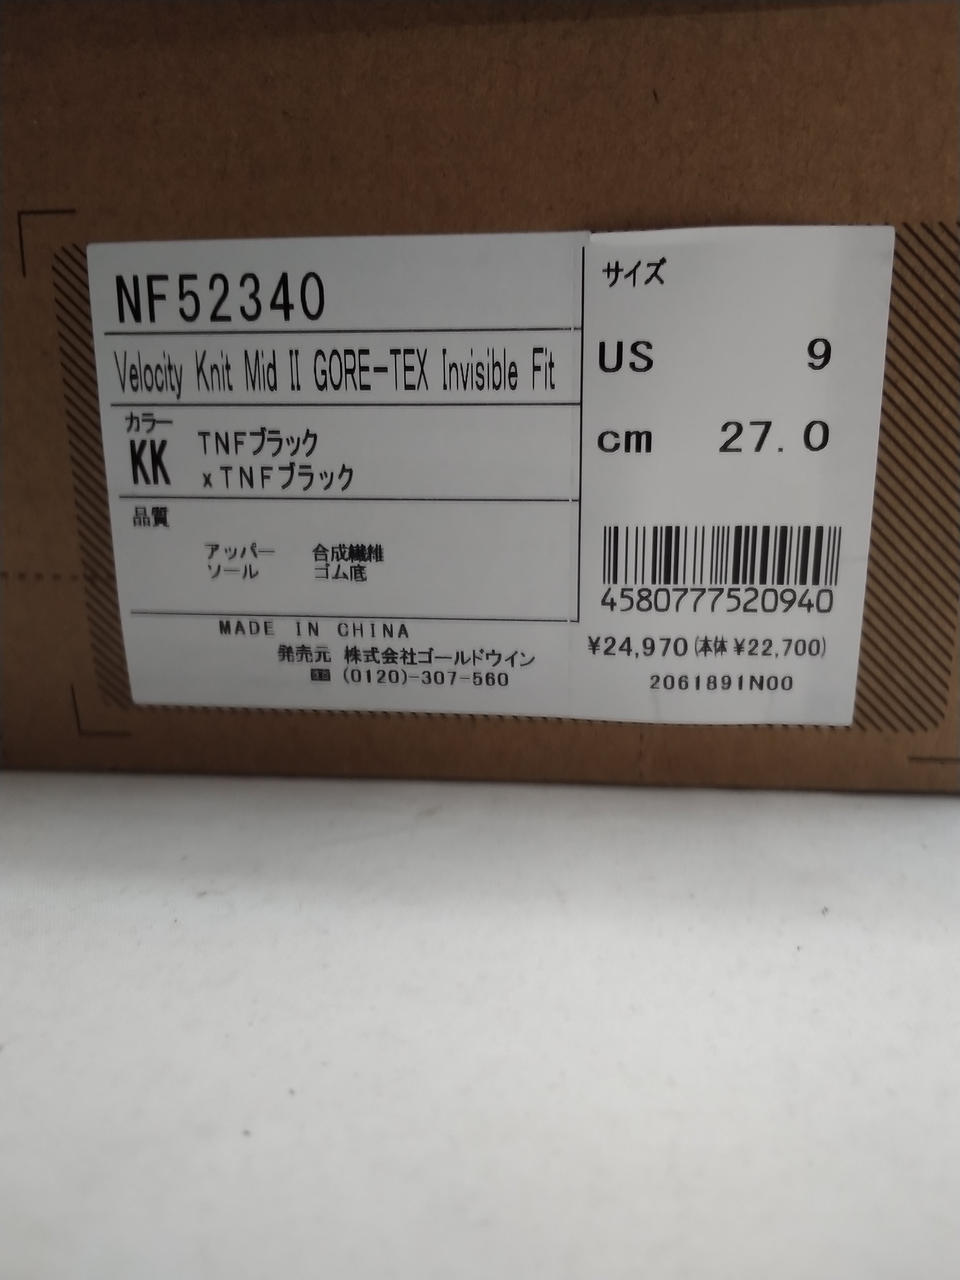 NF52340
Velocity Knit Mid II GORE-TEX Invisible Fit
カラー
KK
TNFブラック
xTNFブラック
品質
アッパー 合成繊維
ソール ゴム底
MADE IN CHINA
発売元 株式会社ゴールドウイン
(0120)-307-560
サイズ
US 9
cm 27.0
4580777520940
¥24,970(本体¥22,700)
2061891N00